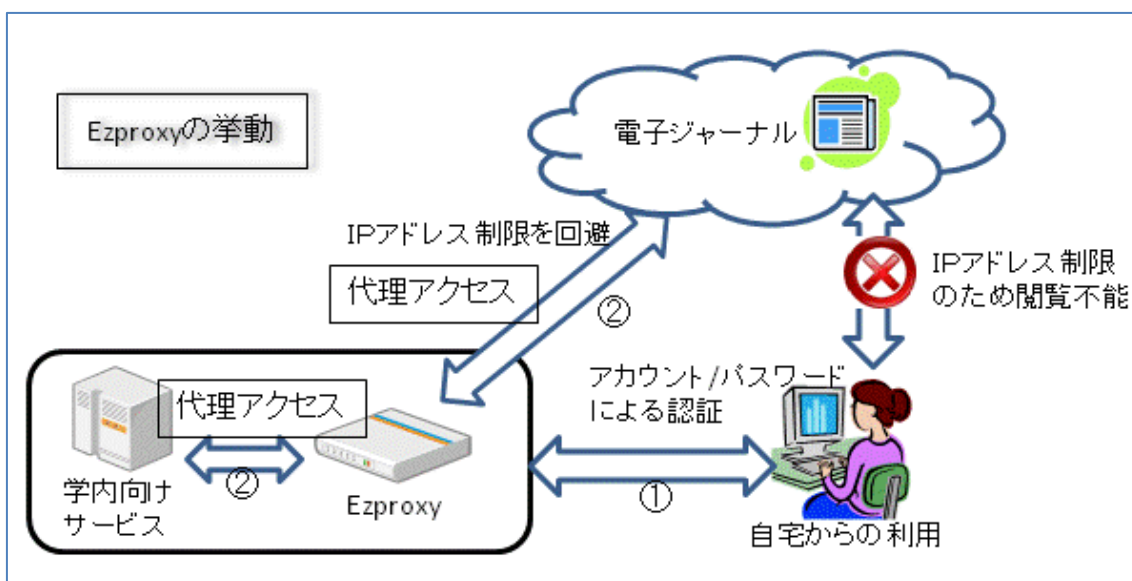 Ezproxyの挙動
電子ジャーナル
IPアドレス制限を回避
代理アクセス
②
IPアドレス制限
のため閲覧不能
代理アクセス
②
学内向け
サービス
Ezproxy
アカウント/パスワード
による認証
①
自宅からの利用